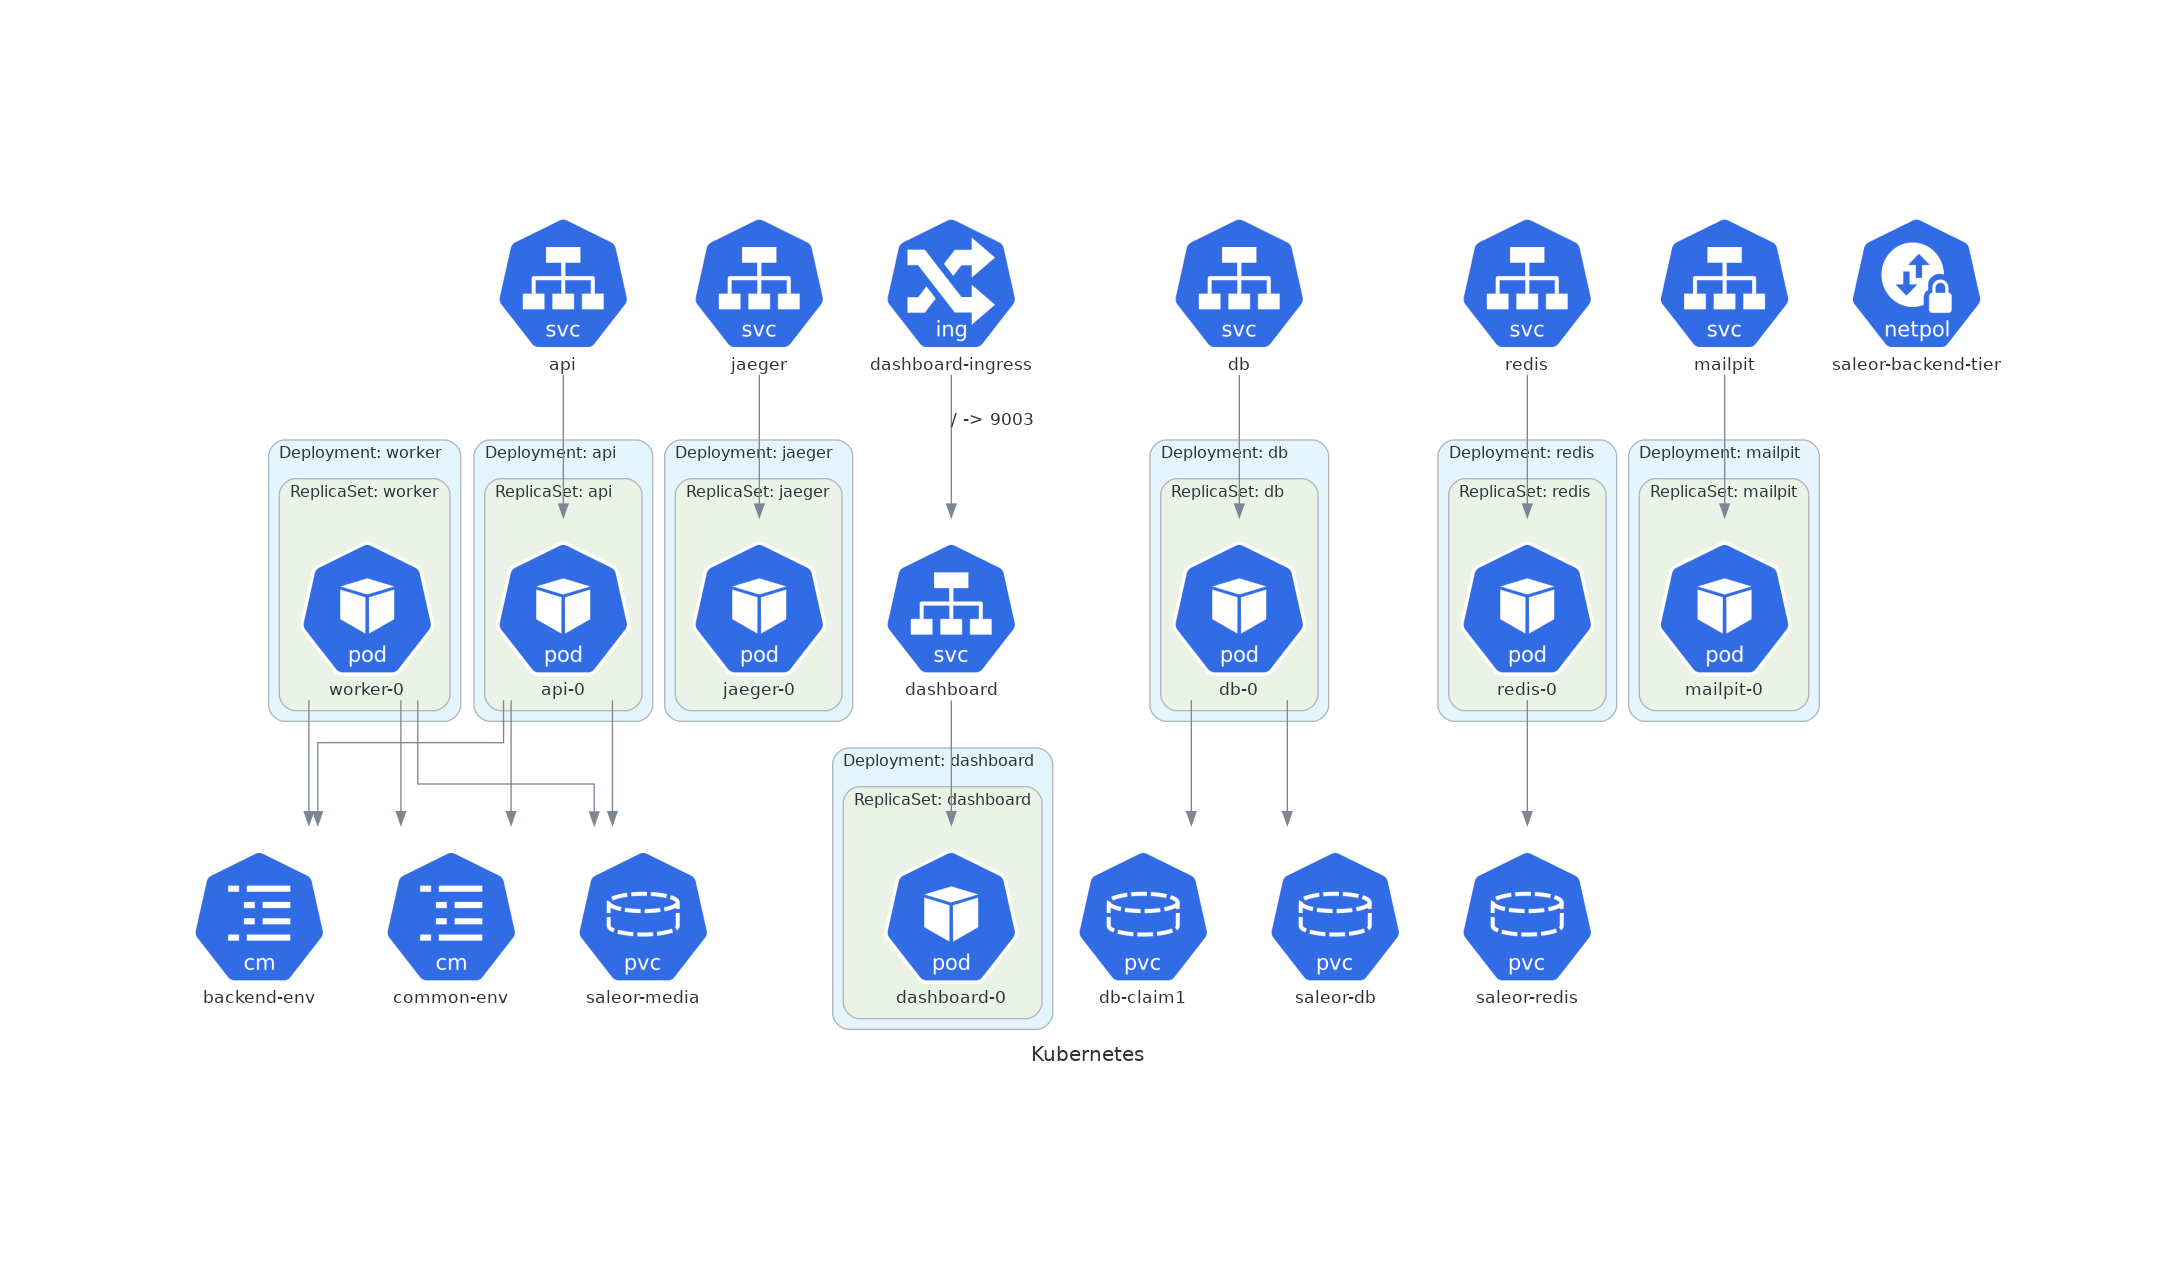 svc
svc
ing
svc
svc
svc
netpol
api
jaeger
dashboard-ingress
db
redis
mailpit
saleor-backend-tier
/ -> 9003
Deployment: worker
Deployment: api
Deployment: jaeger
Deployment: db
Deployment: redis
Deployment: mailpit
ReplicaSet: worker
ReplicaSet: api
ReplicaSet: jaeger
ReplicaSet: db
ReplicaSet: redis
ReplicaSet: mailpit
pod
pod
pod
svc
pod
pod
pod
worker-0
api-0
jaeger-0
dashboard
db-0
redis-0
mailpit-0
Deployment: dashboard
ReplicaSet: dashboard
cm
cm
pvc
pod
pvc
pvc
pvc
backend-env
common-env
saleor-media
dashboard-0
db-claim1
saleor-db
saleor-redis
Kubernetes